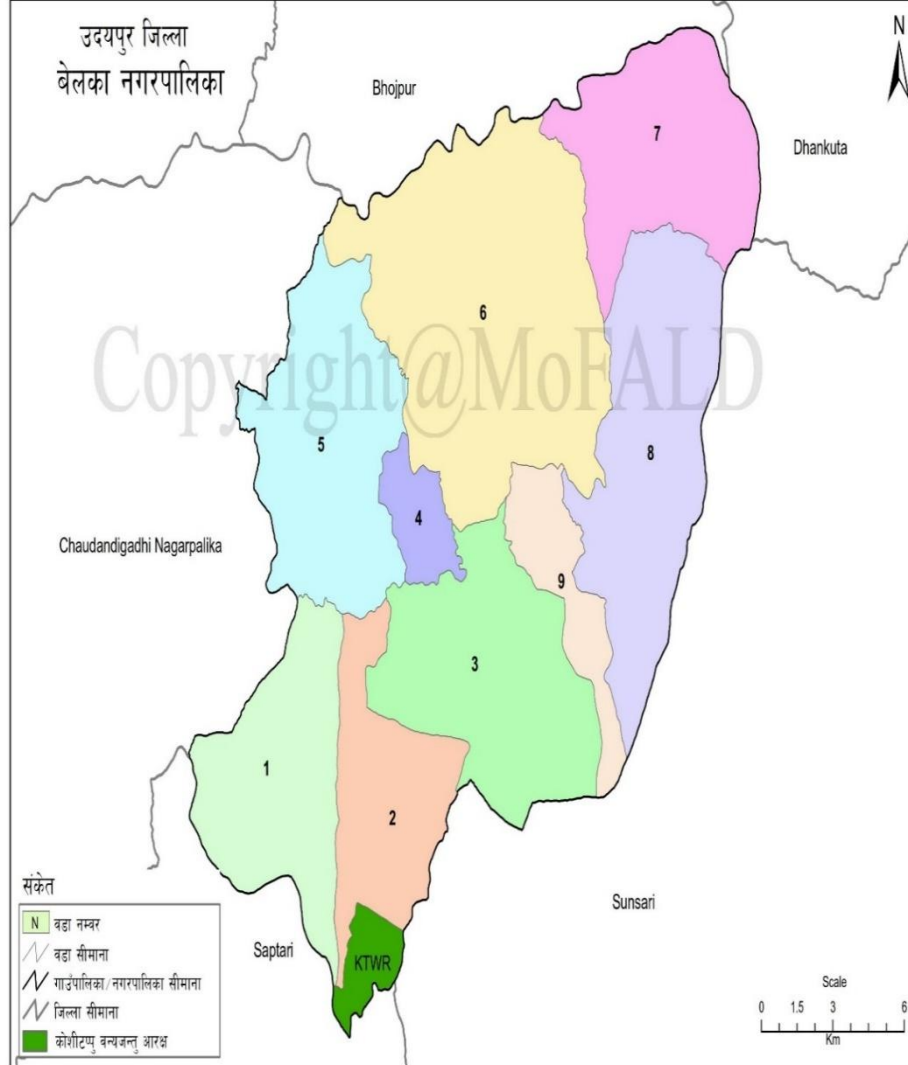 उदयपुर जिल्ला
बेलका नगरपालिका
N
Bhojpur
7
Dhankuta
6
Copyright@MoFALD
5
8
4
Chaudandigadhi Nagarpalika
9
3
1
2
Sunsari
Saptari
KTWR
संकेत
N वडा नम्वर
वडा सीमाना
गाउँपालिका/नगरपालिका सीमाना
जिल्ला सीमाना
कोशीटप्पु वन्यजन्तु आरक्ष
Scale
0 1.5 3 6
Km